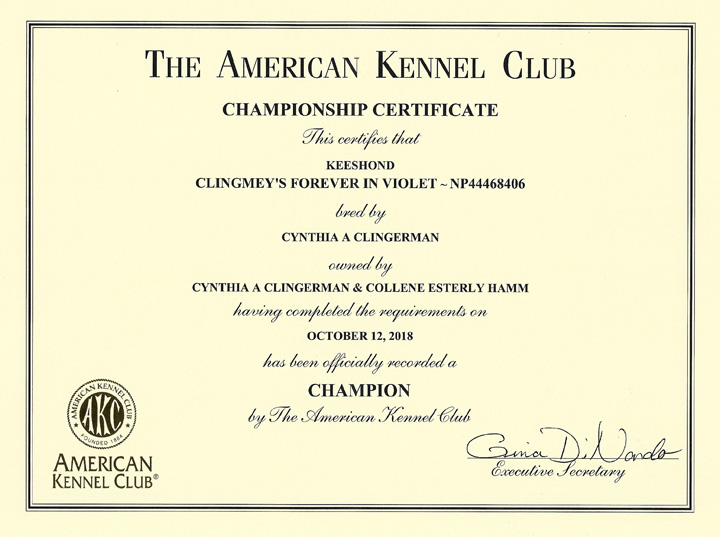 THE AMERICAN KENNEL CLUB
CHAMPIONSHIP CERTIFICATE
This certifies that
KEESHOND
CLINGMEY'S FOREVER IN VIOLET ~ NP44468406
bred by
CYNTHIA A CLINGERMAN
owned by
CYNTHIA A CLINGERMAN & COLLENE ESTERLY HAMM
having completed the requirements on
OCTOBER 12, 2018
has been officially recorded a
CHAMPION
by The American Kennel Club
AMERICAN KENNEL CLUB
AKC
FOUNDED 1884
AMERICAN
KENNEL CLUB®
Gina DiNardo
Executive Secretary